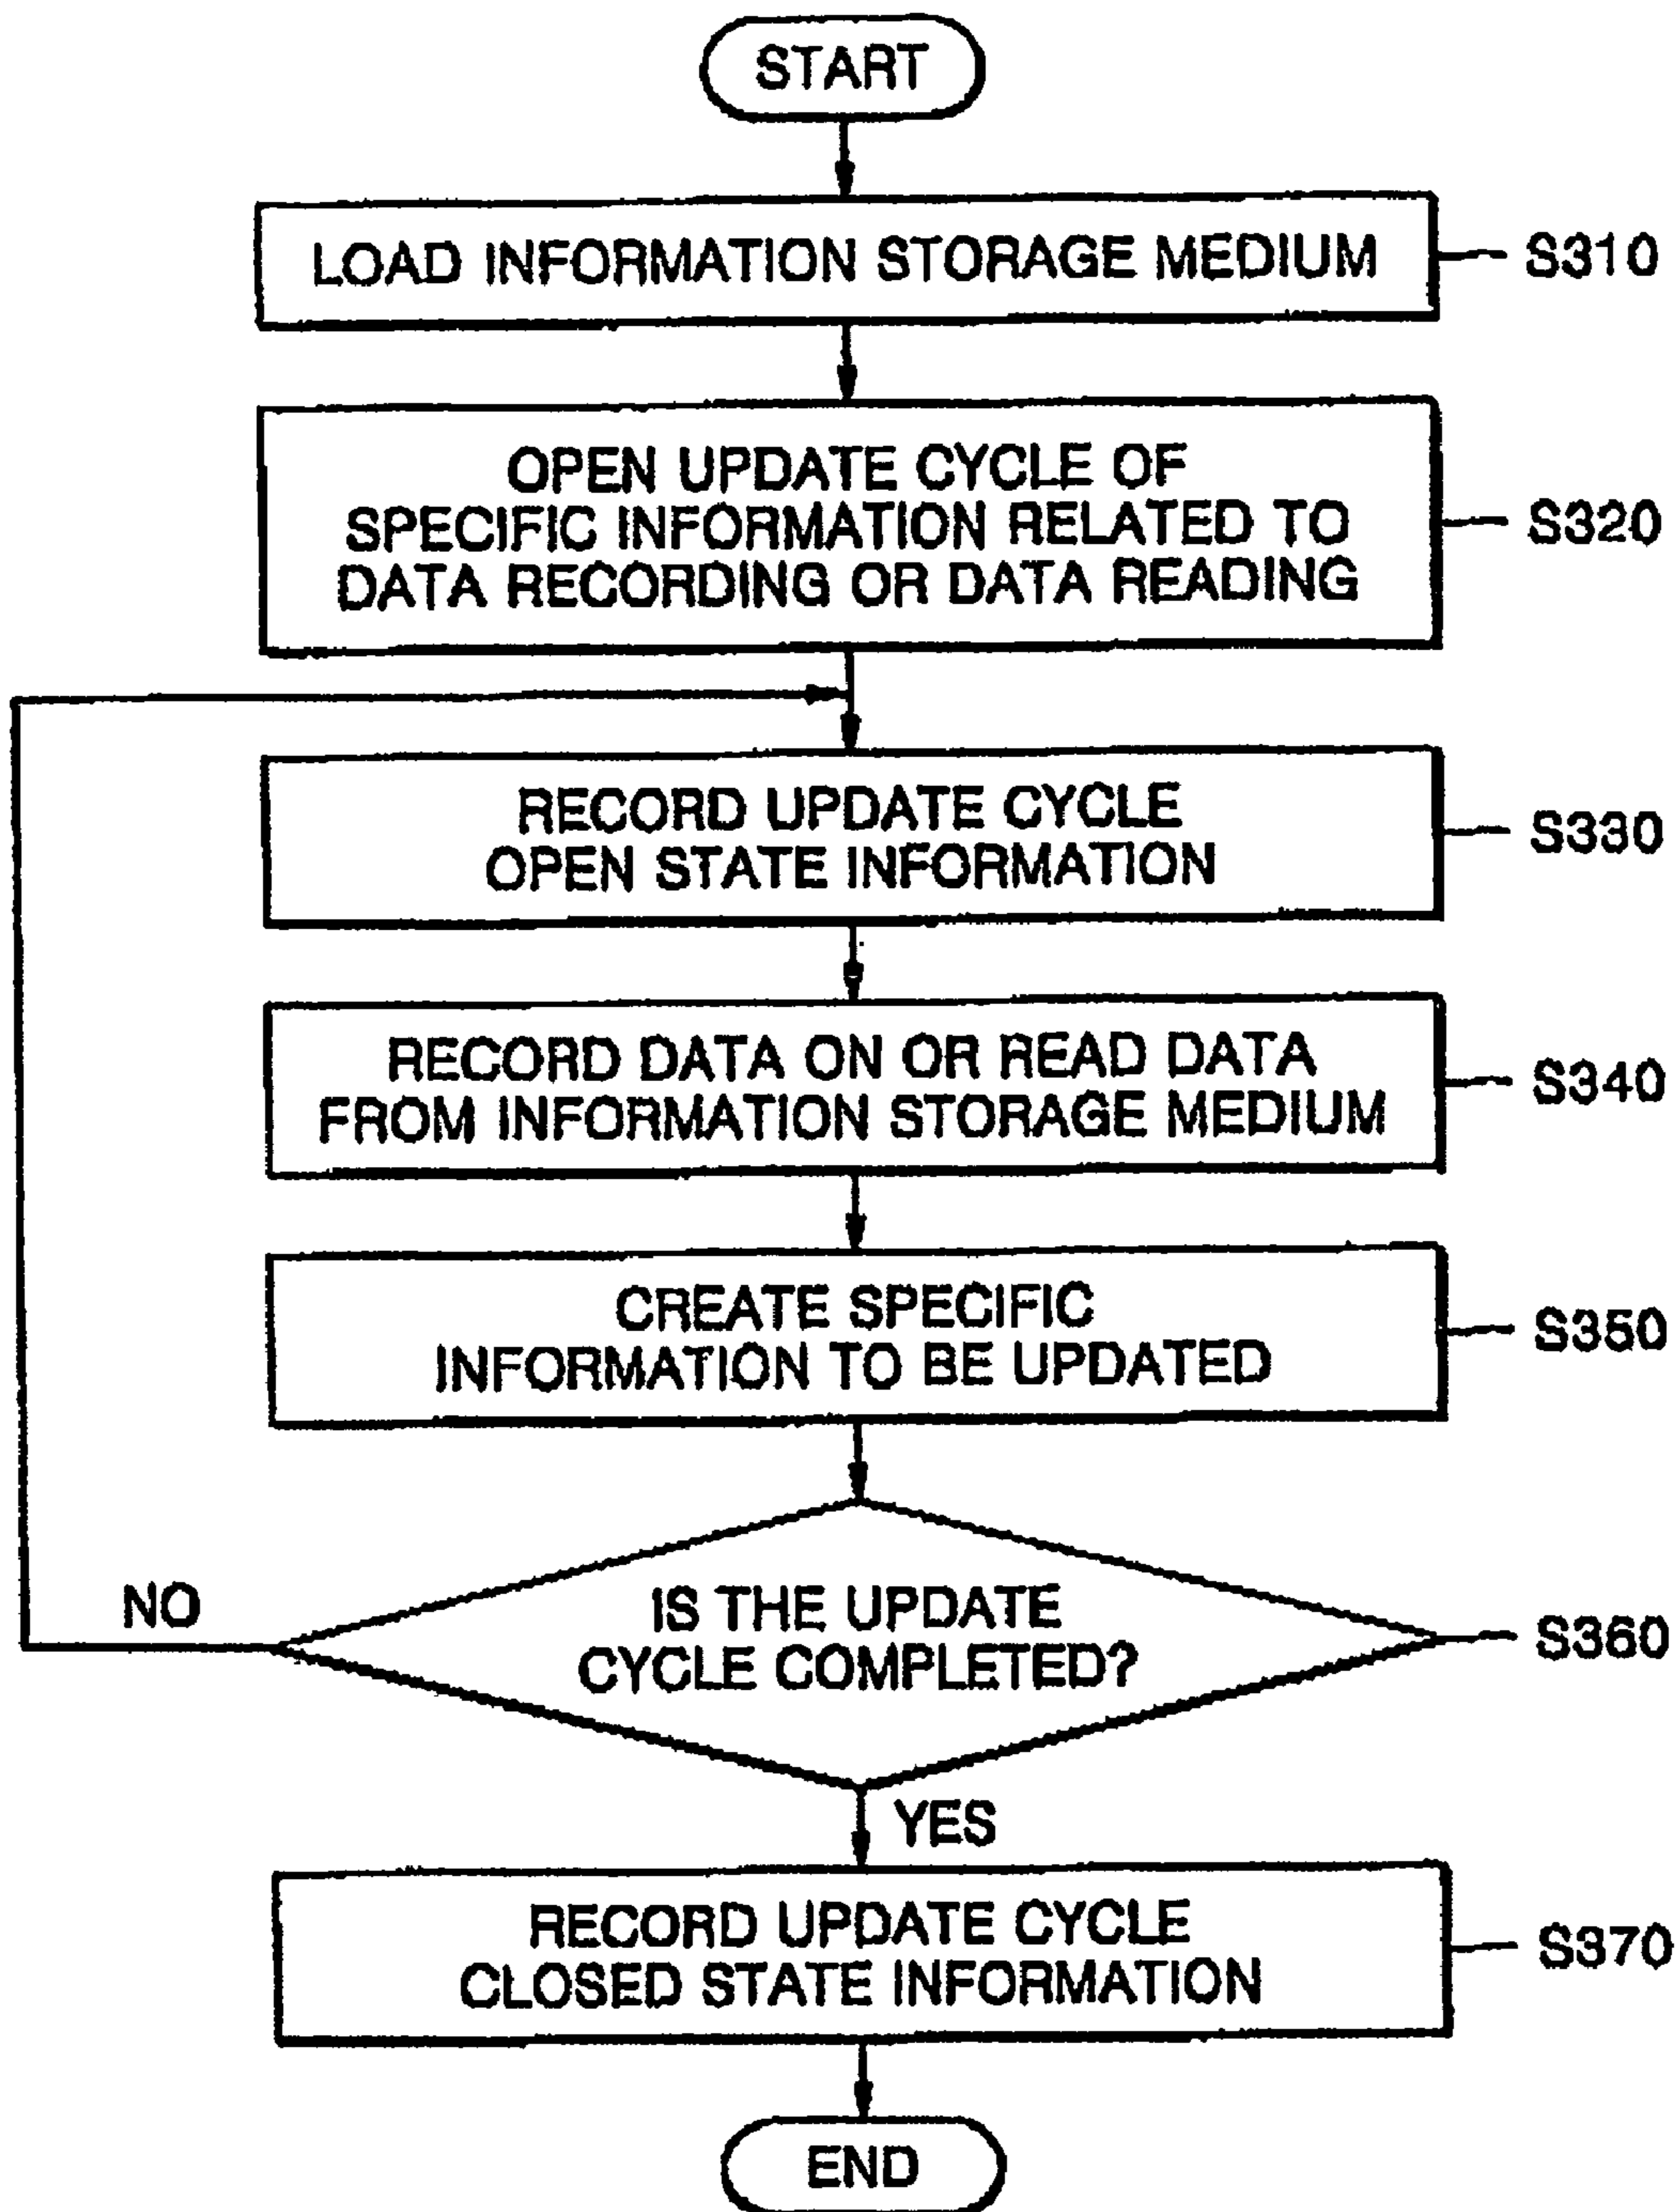 START
LOAD INFORMATION STORAGE MEDIUM
S310
OPEN UPDATE CYCLE OF
SPECIFIC INFORMATION RELATED TO
DATA RECORDING OR DATA READING
S320
RECORD UPDATE CYCLE
OPEN STATE INFORMATION
S330
RECORD DATA ON OR READ DATA
FROM INFORMATION STORAGE MEDIUM
S340
CREATE SPECIFIC
INFORMATION TO BE UPDATED
S350
NO
IS THE UPDATE
CYCLE COMPLETED?
S360
YES
RECORD UPDATE CYCLE
CLOSED STATE INFORMATION
S370
END